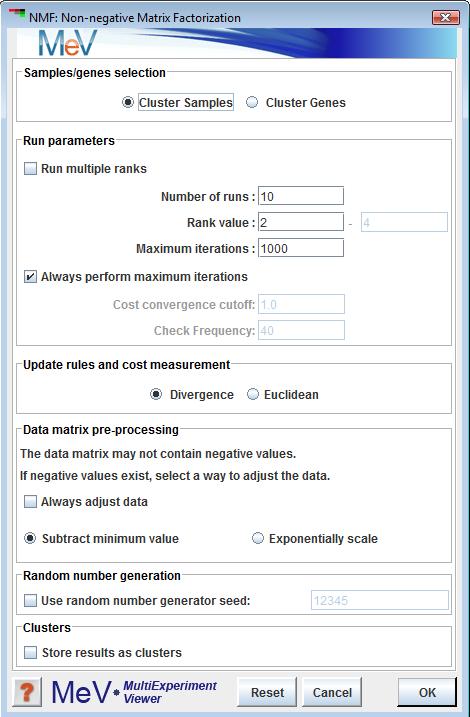 NMF: Non-negative Matrix Factorization
MeV
Samples/genes selection
Cluster Samples Cluster Genes
Run parameters
Run multiple ranks
Number of runs : 10
Rank value : 2 - 4
Maximum iterations : 1000
Always perform maximum iterations
Cost convergence cutoff: 1.0
Check Frequency: 40
Update rules and cost measurement
Divergence Euclidean
Data matrix pre-processing
The data matrix may not contain negative values.
If negative values exist, select a way to adjust the data.
Always adjust data
Subtract minimum value Exponentially scale
Random number generation
Use random number generator seed: 12345
Clusters
Store results as clusters
? MeV MultiExperiment Viewer Reset Cancel OK